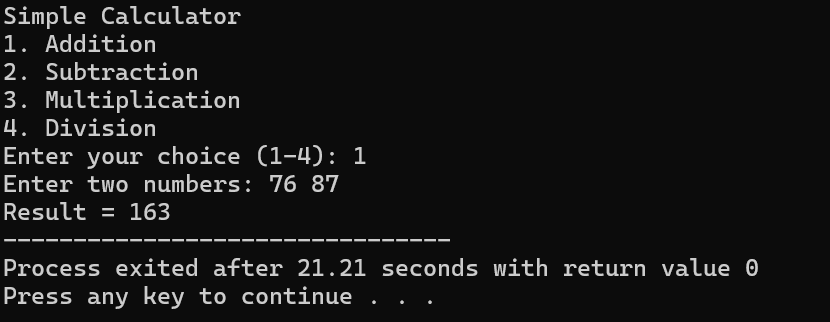 Simple Calculator
1. Addition
2. Subtraction
3. Multiplication
4. Division
Enter your choice (1-4): 1
Enter two numbers: 76 87
Result = 163
--------------------------------
Process exited after 21.21 seconds with return value 0
Press any key to continue . . .